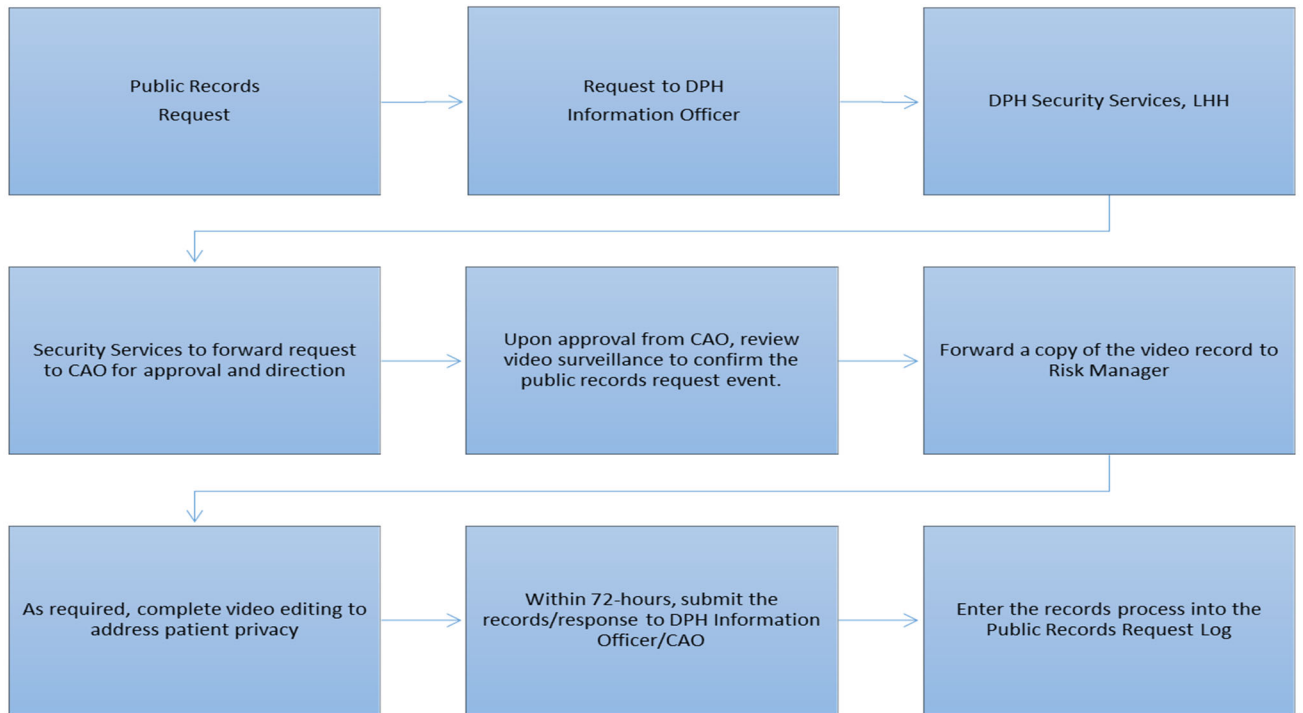 Public Records
Request
Request to DPH
Information Officer
DPH Security Services, LHH
Security Services to forward request
to CAO for approval and direction
Upon approval from CAO, review
video surveillance to confirm the
public records request event.
Forward a copy of the video record to
Risk Manager
As required, complete video editing to
address patient privacy
Within 72-hours, submit the
records/response to DPH Information
Officer/CAO
Enter the records process into the
Public Records Request Log